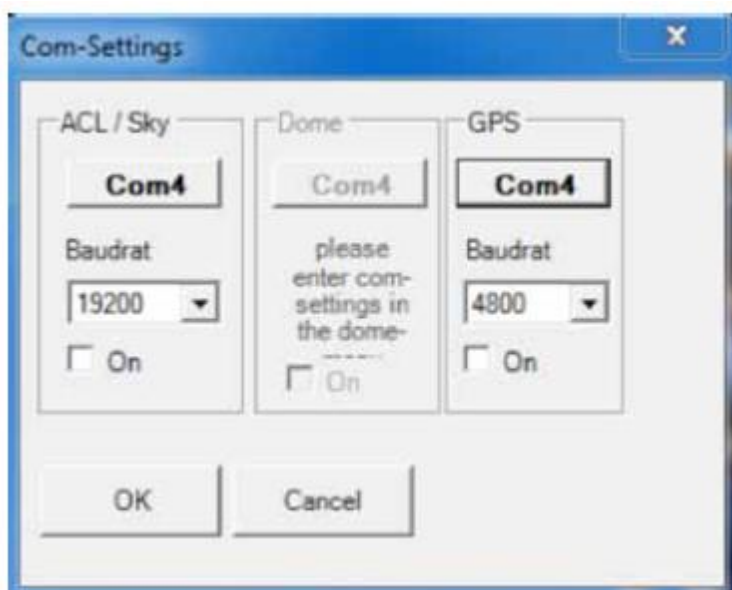 Com-Settings
ACL / Sky
Com4
Baudrat
19200
On
Dome
Com4
please
enter com-
settings in
the dome-
On
GPS
Com4
Baudrat
4800
On
OK
Cancel